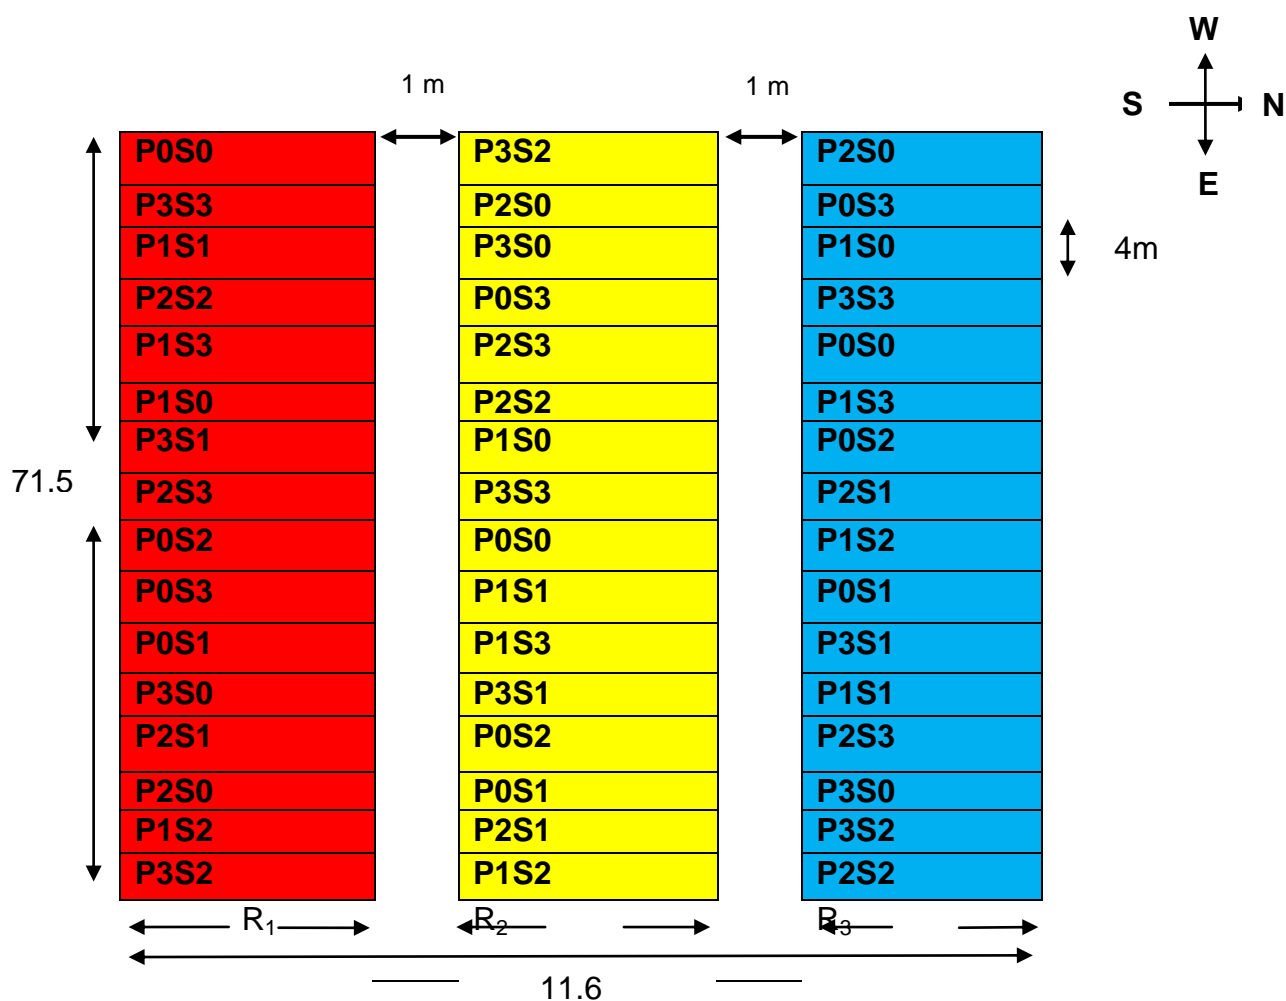 W
1 m 1 m
S N
E
P0S0 P3S2 P2S0
P3S3 P2S0 P0S3
P1S1 P3S0 P1S0 4m
P2S2 P0S3 P3S3
P1S3 P2S3 P0S0
P1S0 P2S2 P1S3
P3S1 P1S0 P0S2
71.5
P2S3 P3S3 P2S1
P0S2 P0S0 P1S2
P0S3 P1S1 P0S1
P0S1 P1S3 P3S1
P3S0 P3S1 P1S1
P2S1 P0S2 P2S3
P2S0 P0S1 P3S0
P1S2 P2S1 P3S2
P3S2 P1S2 P2S2
R₁ R₂ R₃
11.6